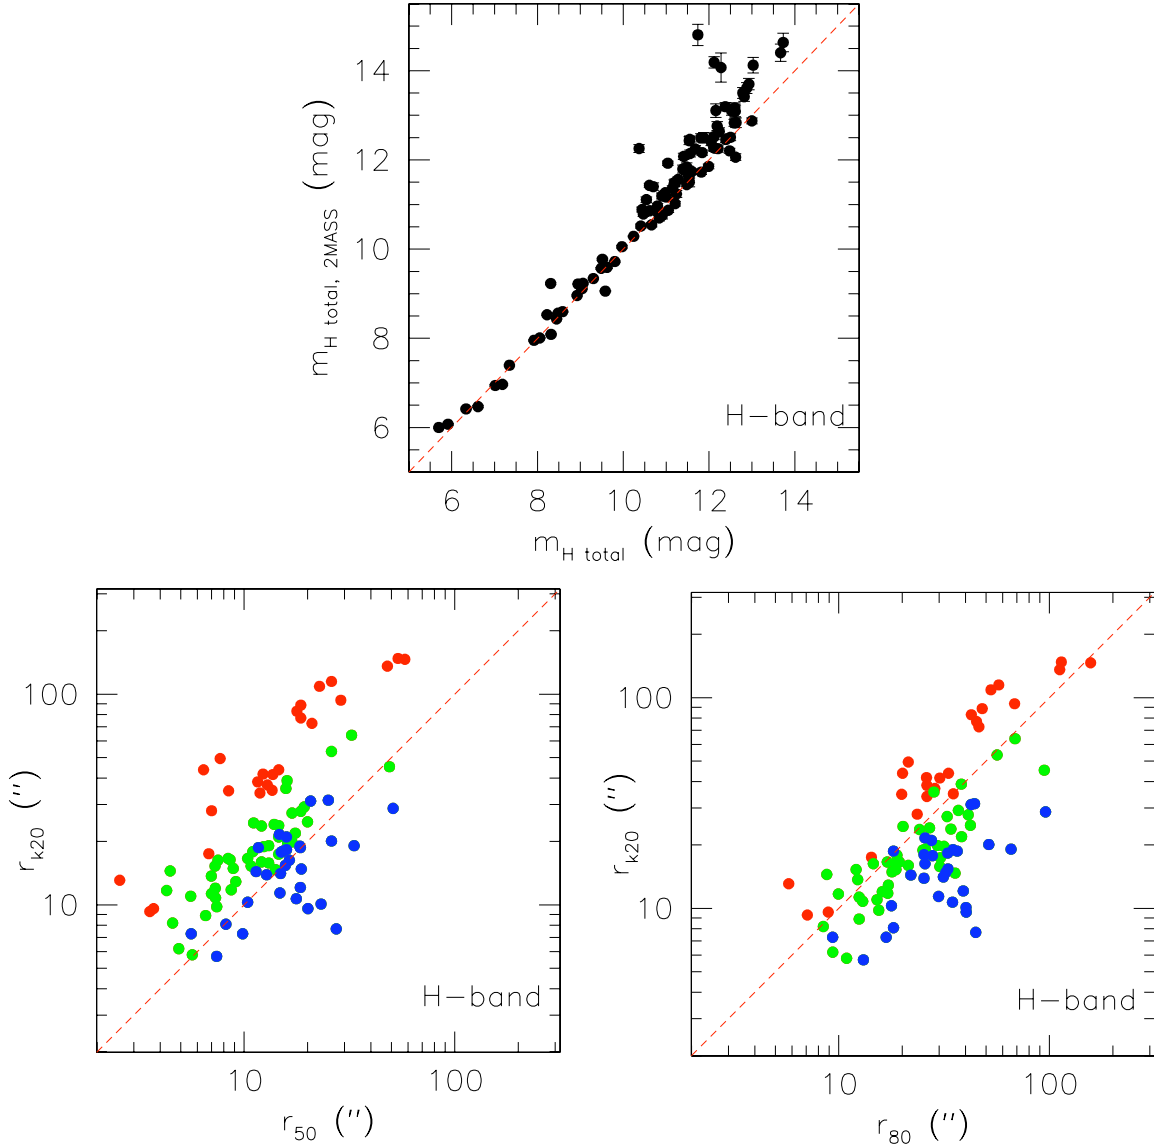 14
12
10
8
6
m_H total, 2MASS (mag)
H-band
6 8 10 12 14
m_H total (mag)
100
10
r_k20 (″)
H-band
10 100
r_50 (″)
100
10
r_k20 (″)
H-band
10 100
r_80 (″)